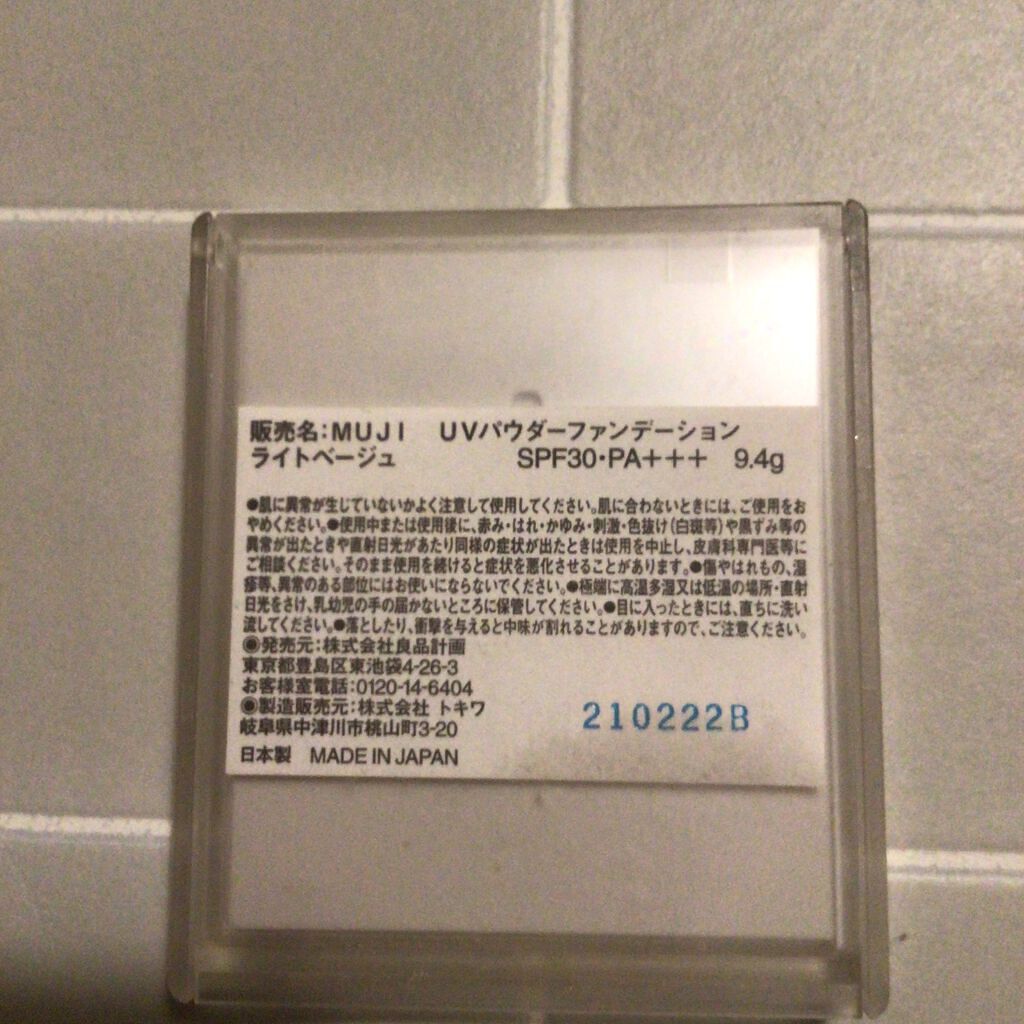 販売名:MUJI　UVパウダーファンデーション
ライトベージュ　SPF30・PA+++　9.4g
●肌に異常が生じていないかよく注意して使用してください。肌に合わないときには、ご使用をお
やめください。●使用中または使用後に、赤み・はれ・かゆみ・刺激・色抜け(白斑等)や黒ずみ等の
異常が出たときや直射日光があたり同様の症状が出たときは使用を中止し、皮膚科専門医等に
ご相談ください。そのまま使用を続けると症状を悪化させることがあります。●傷やはれもの、湿
疹等、異常のある部位にはお使いにならないでください。●極端に高温多湿又は低温の場所・直射
日光をさけ、乳幼児の手の届かないところに保管してください。●目に入ったときには、直ちに洗い
流してください。●落としたり、衝撃を与えると中味が割れることがありますので、ご注意ください。
◉発売元:株式会社良品計画
東京都豊島区東池袋4-26-3
お客様室電話:0120-14-6404
◉製造販売元:株式会社 トキワ
岐阜県中津川市桃山町3-20
210222B
日本製　MADE IN JAPAN